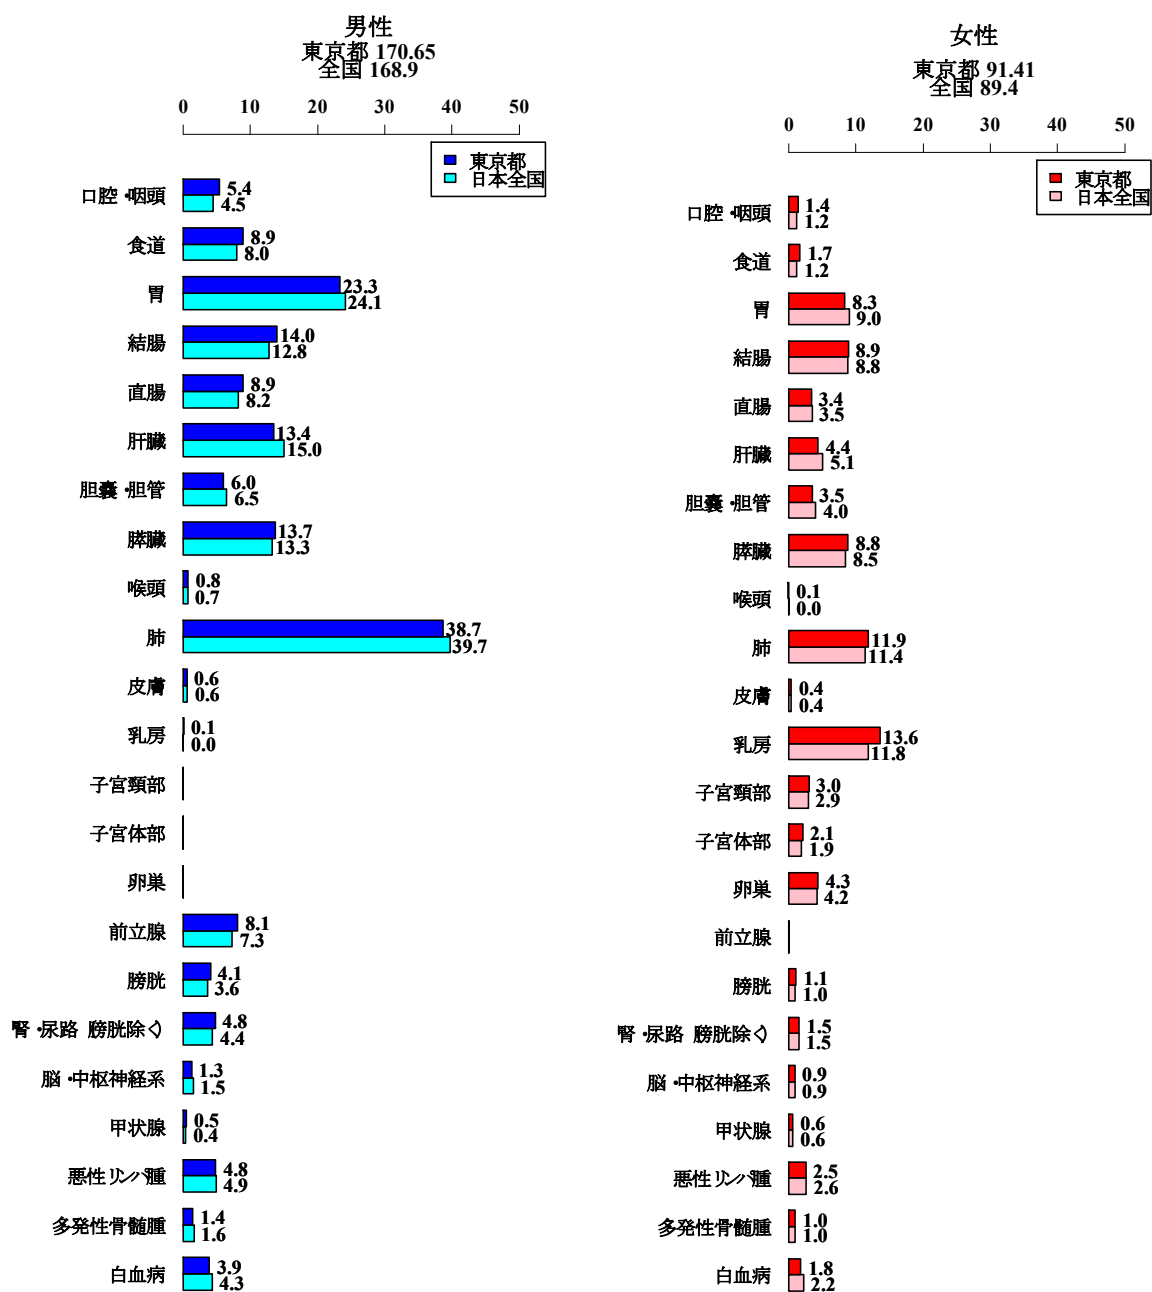 男性
東京都 170.65
全国 168.9
0 10 20 30 40 50
東京都
日本全国
口腔・咽頭 5.4 4.5
食道 8.9 8.0
胃 23.3 24.1
結腸 14.0 12.8
直腸 8.9 8.2
肝臓 13.4 15.0
胆嚢・胆管 6.0 6.5
膵臓 13.7 13.3
喉頭 0.8 0.7
肺 38.7 39.7
皮膚 0.6 0.6
乳房 0.1 0.0
子宮頸部
子宮体部
卵巣
前立腺 8.1 7.3
膀胱 4.1 3.6
腎・尿路 膀胱除く) 4.8 4.4
脳・中枢神経系 1.3 1.5
甲状腺 0.5 0.4
悪性リンパ腫 4.8 4.9
多発性骨髄腫 1.4 1.6
白血病 3.9 4.3
女性
東京都 91.41
全国 89.4
0 10 20 30 40 50
東京都
日本全国
口腔・咽頭 1.4 1.2
食道 1.7 1.2
胃 8.3 9.0
結腸 8.9 8.8
直腸 3.4 3.5
肝臓 4.4 5.1
胆嚢・胆管 3.5 4.0
膵臓 8.8 8.5
喉頭 0.1 0.0
肺 11.9 11.4
皮膚 0.4 0.4
乳房 13.6 11.8
子宮頸部 3.0 2.9
子宮体部 2.1 1.9
卵巣 4.3 4.2
前立腺
膀胱 1.1 1.0
腎・尿路 膀胱除く) 1.5 1.5
脳・中枢神経系 0.9 0.9
甲状腺 0.6 0.6
悪性リンパ腫 2.5 2.6
多発性骨髄腫 1.0 1.0
白血病 1.8 2.2